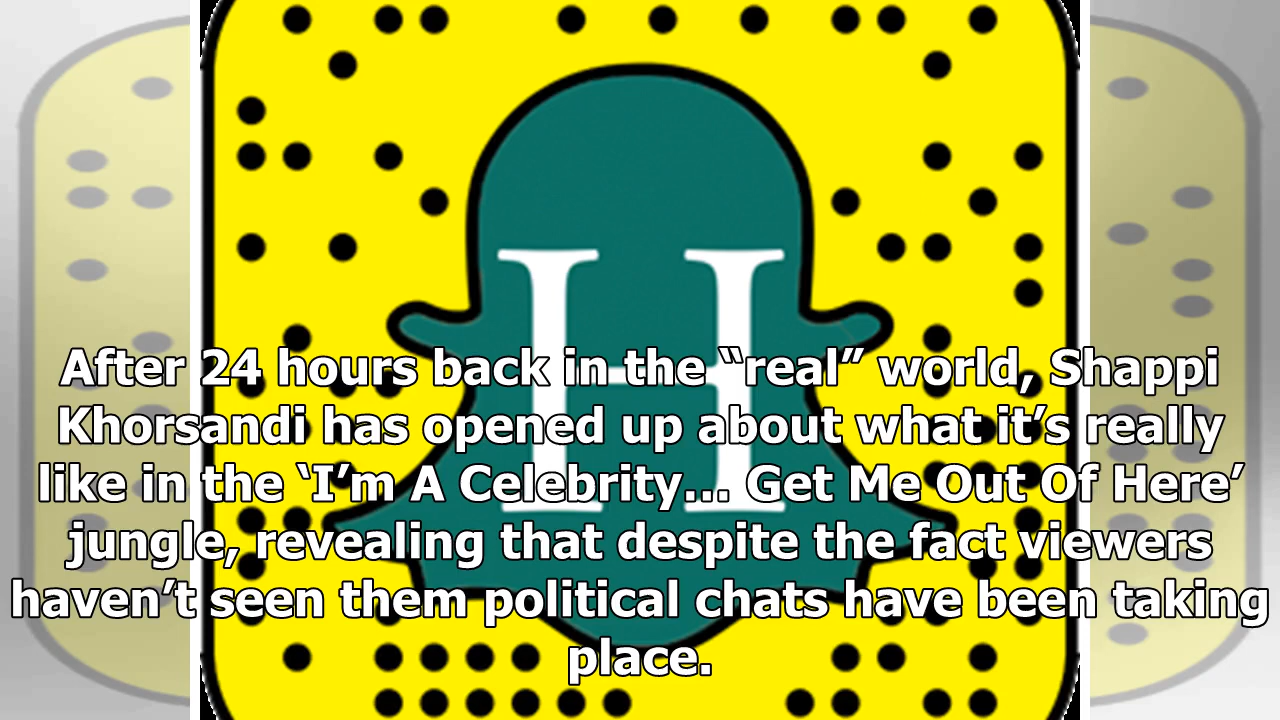 H
After 24 hours back in the “real” world, Shappi
Khorsandi has opened up about what it’s really
like in the ‘I’m A Celebrity... Get Me Out Of Here’
jungle, revealing that despite the fact viewers
haven’t seen them political chats have been taking
place.